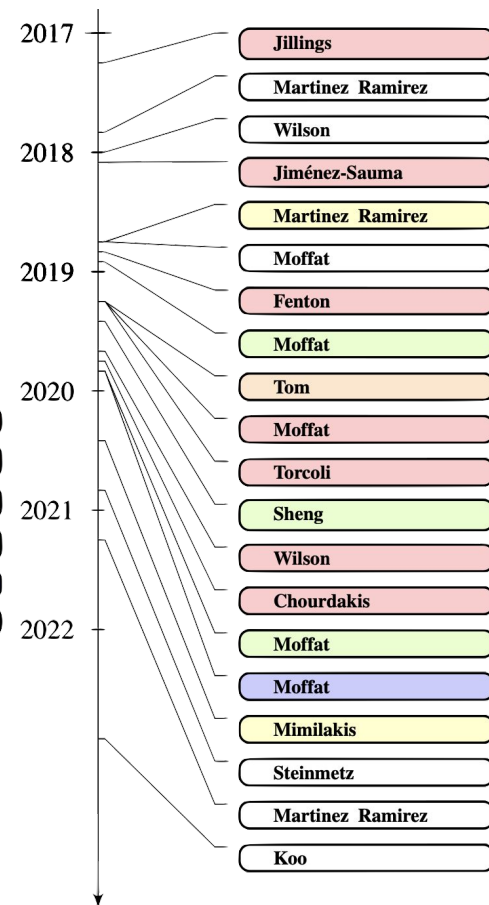 2017
Jillings
Martinez Ramirez
Wilson
2018
Jiménez-Sauma
Martinez Ramirez
Moffat
2019
Fenton
Moffat
Tom
2020
Moffat
Torcoli
Sheng
2021
Wilson
Chourdakis
2022
Moffat
Moffat
Mimilakis
Steinmetz
Martinez Ramirez
Koo